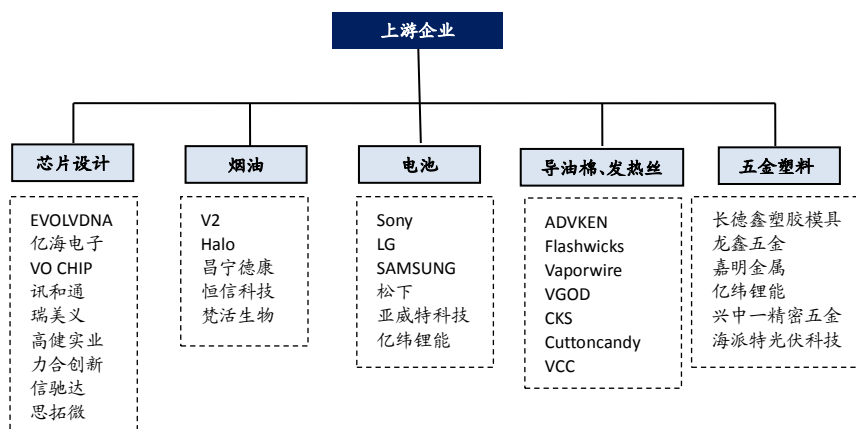 上游企业
芯片设计
EVOLVDNA
亿海电子
VO CHIP
讯和通
瑞美义
高健实业
力合创新
信驰达
思拓微
烟油
V2
Halo
昌宁德康
恒信科技
梵活生物
电池
Sony
LG
SAMSUNG
松下
亚威特科技
亿纬锂能
导油棉、发热丝
ADVKEN
Flashwicks
Vaporwire
VGOD
CKS
Cuttoncandy
VCC
五金塑料
长德鑫塑胶模具
龙鑫五金
嘉明金属
亿纬锂能
兴中一精密五金
海派特光伏科技